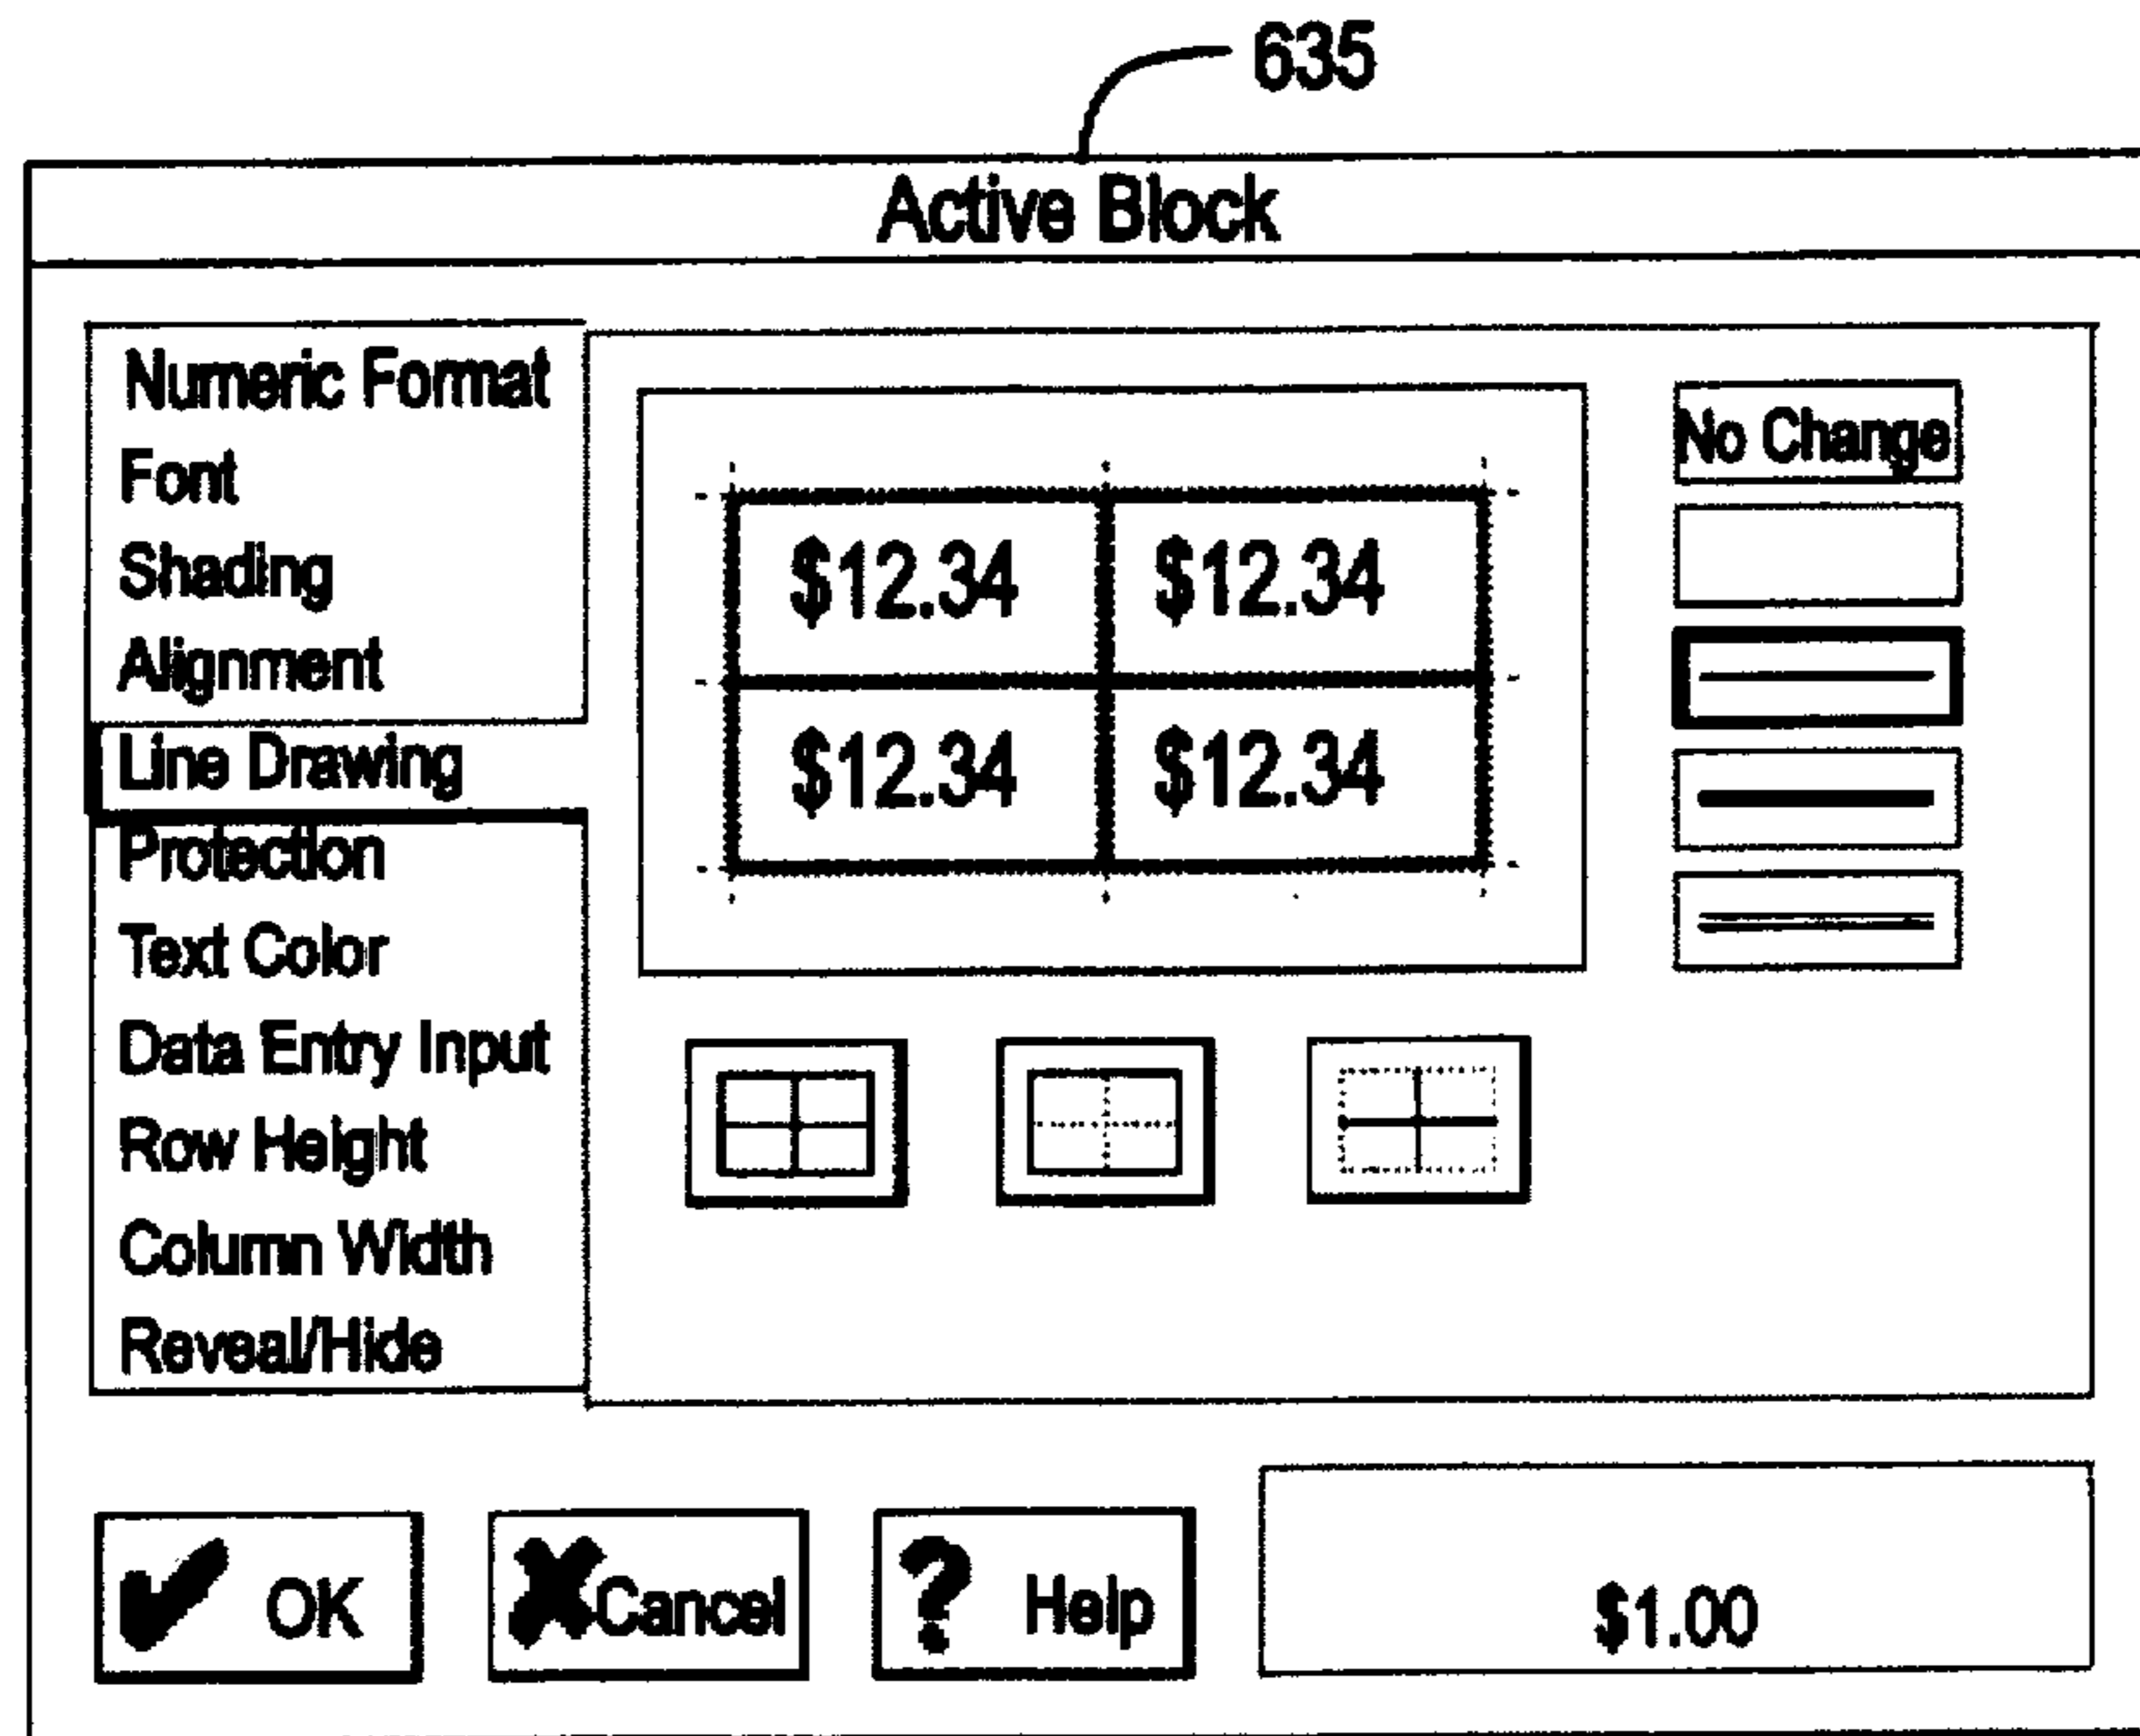 635
Active Block
Numeric Format
Font
Shading
Alignment
Line Drawing
Protection
Text Color
Data Entry Input
Row Height
Column Width
Reveal/Hide
$12.34 $12.34
$12.34 $12.34
No Change
OK
Cancel
? Help
$1.00